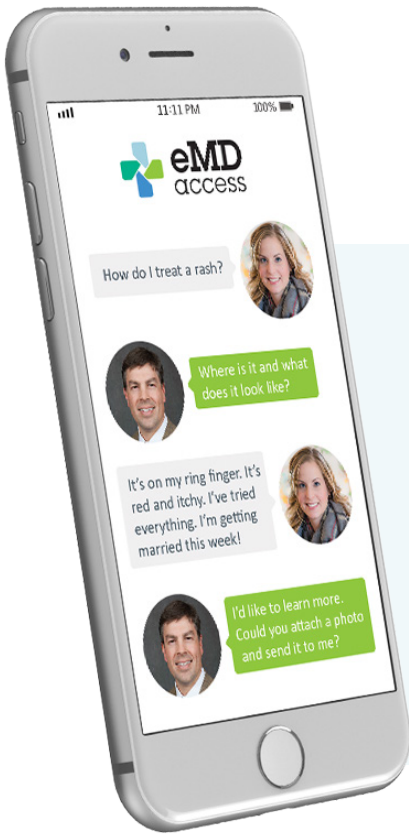 11:11 PM
100%
eMD
access
How do I treat a rash?
Where is it and what
does it look like?
It's on my ring finger. It's
red and itchy. I've tried
everything. I'm getting
married this week!
I'd like to learn more.
Could you attach a photo
and send it to me?